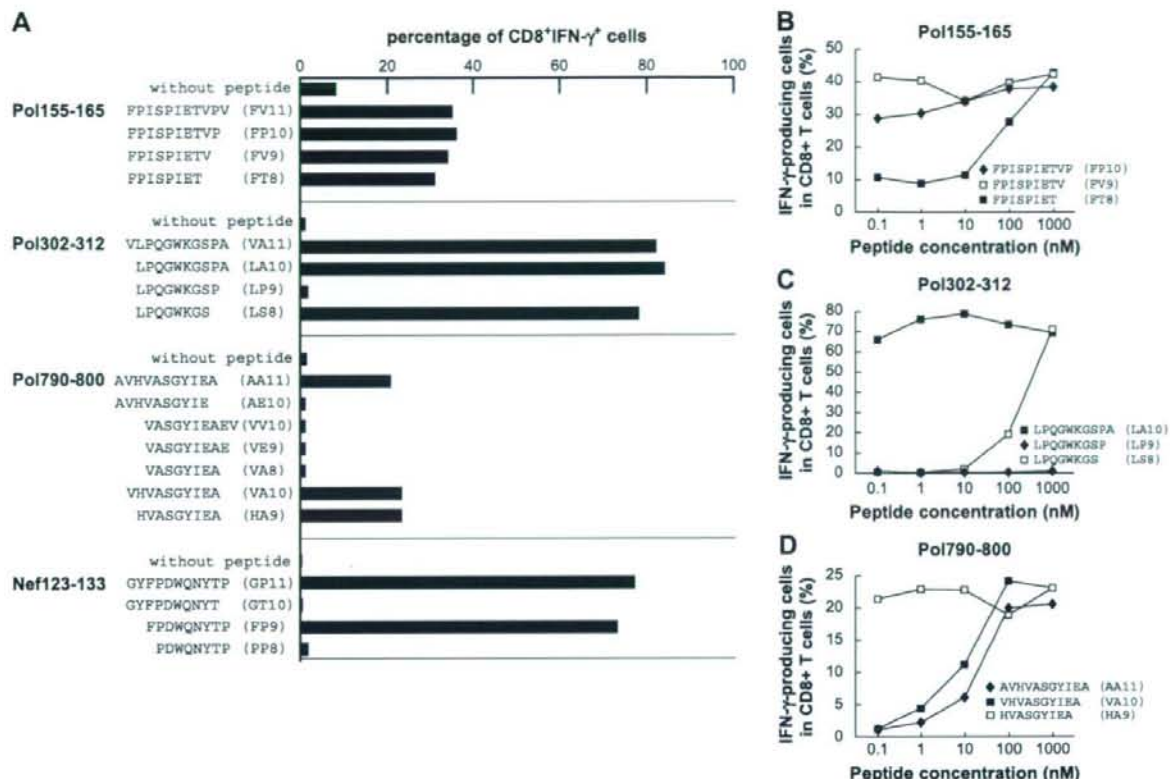 A
percentage of CD8+IFN-γ+ cells
0 20 40 60 80 100
without peptide
Pol155-165 FPISPIETVPV (FV11)
FPISPIETVP (FP10)
FPISPIETV (FV9)
FPISPIET (FT8)
without peptide
Pol302-312 VLPQGWKGSPA (VA11)
LPQGWKGSPA (LA10)
LPQGWKGSP (LP9)
LPQGWKGS (LS8)
without peptide
Pol790-800 AVHVASGYIEA (AA11)
AVHVASGYIE (AE10)
VASGYIEAEV (VV10)
VASGYIEAE (VE9)
VASGYIEA (VA8)
VHVASGYIEA (VA10)
HVASGYIEA (HA9)
without peptide
Nef123-133 GYFPDWQNYTP (GP11)
GYFPDWQNYT (GT10)
FPDWQNYTP (FP9)
PDWQNYTP (PP8)
B
Pol155-165
IFN-γ-producing cells
in CD8+ T cells (%)
50
40
30
20
10
0
FPISPIETVP (FP10)
FPISPIETV (FV9)
FPISPIET (FT8)
0.1 1 10 100 1000
Peptide concentration (nM)
C
Pol302-312
IFN-γ-producing cells
in CD8+ T cells (%)
80
70
60
50
40
30
20
10
0
LPQGWKGSPA (LA10)
LPQGWKGSP (LP9)
LPQGWKGS (LS8)
0.1 1 10 100 1000
Peptide concentration (nM)
D
Pol790-800
IFN-γ-producing cells
in CD8+ T cells (%)
25
20
15
10
5
0
AVHVASGYIEA (AA11)
VHVASGYIEA (VA10)
HVASGYIEA (HA9)
0.1 1 10 100 1000
Peptide concentration (nM)